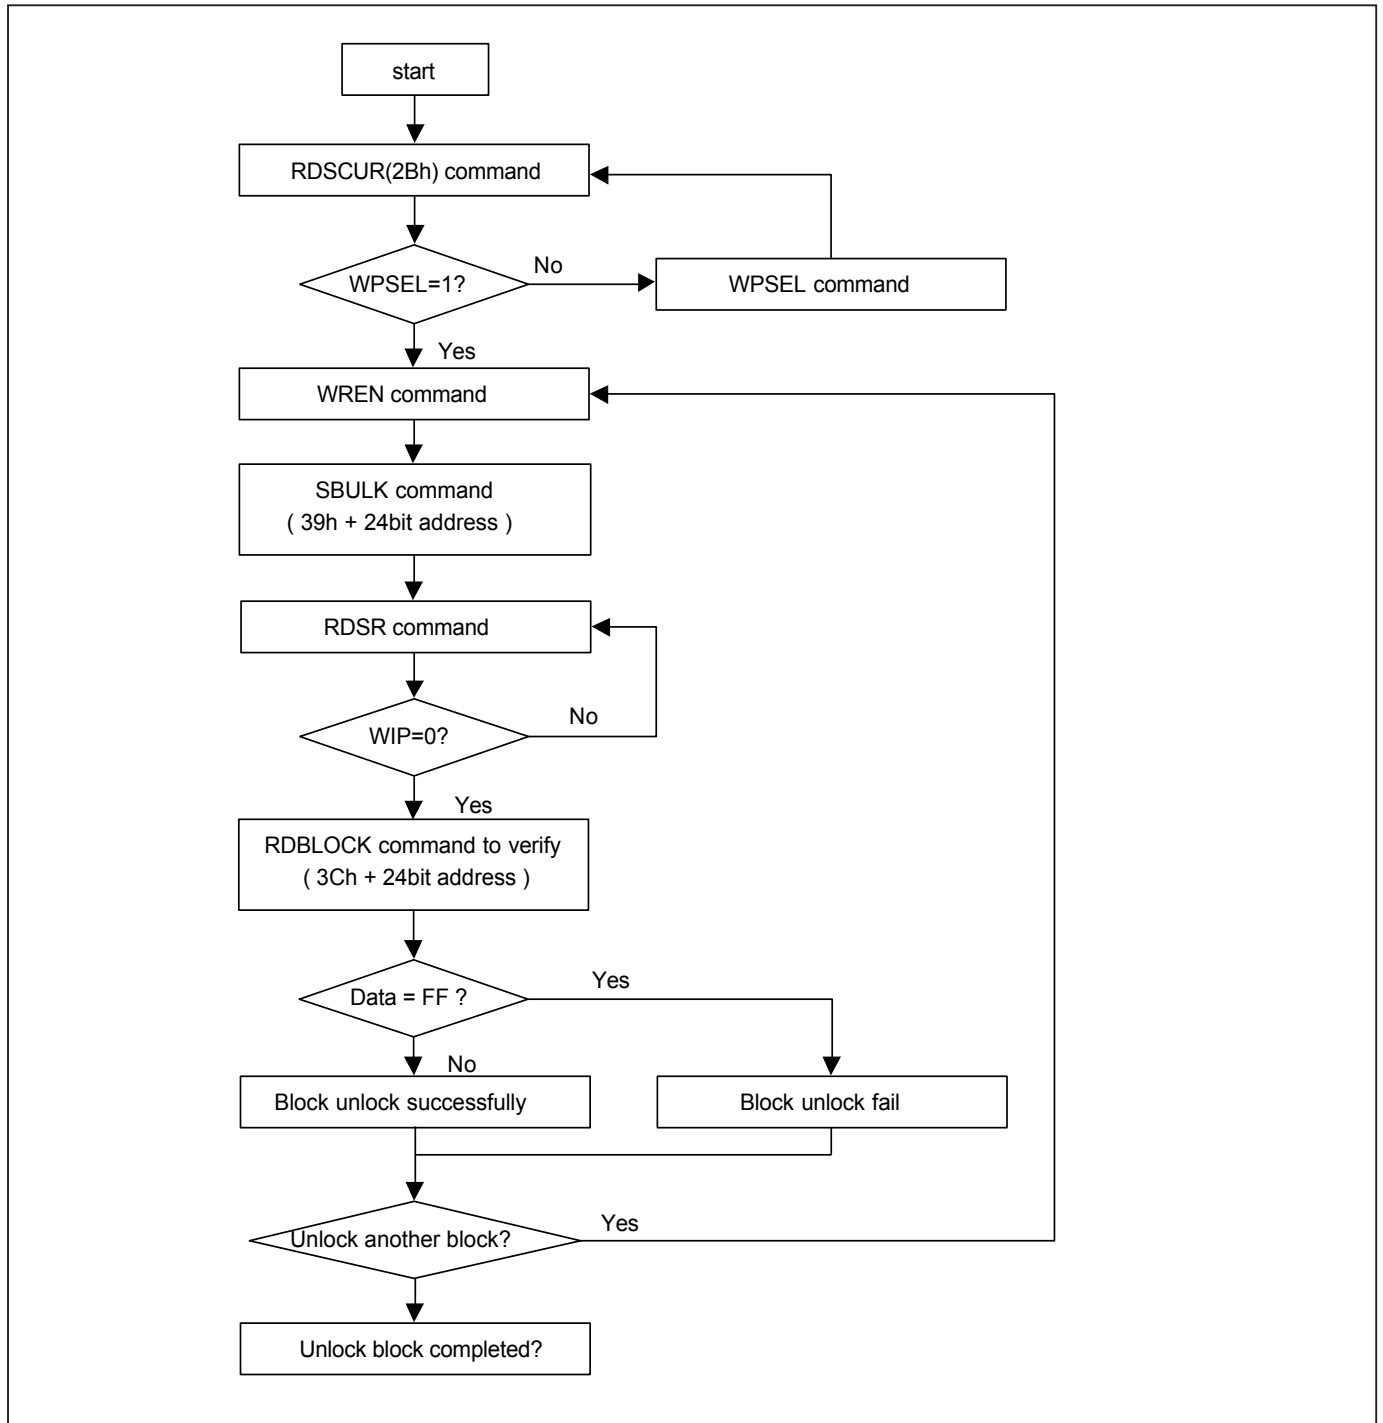 start
RDSCUR(2Bh) command
WPSEL=1?
No
WPSEL command
Yes
WREN command
SBULK command
( 39h + 24bit address )
RDSR command
WIP=0?
No
Yes
RDBLOCK command to verify
( 3Ch + 24bit address )
Data = FF ?
Yes
No
Block unlock successfully
Block unlock fail
Unlock another block?
Yes
Unlock block completed?